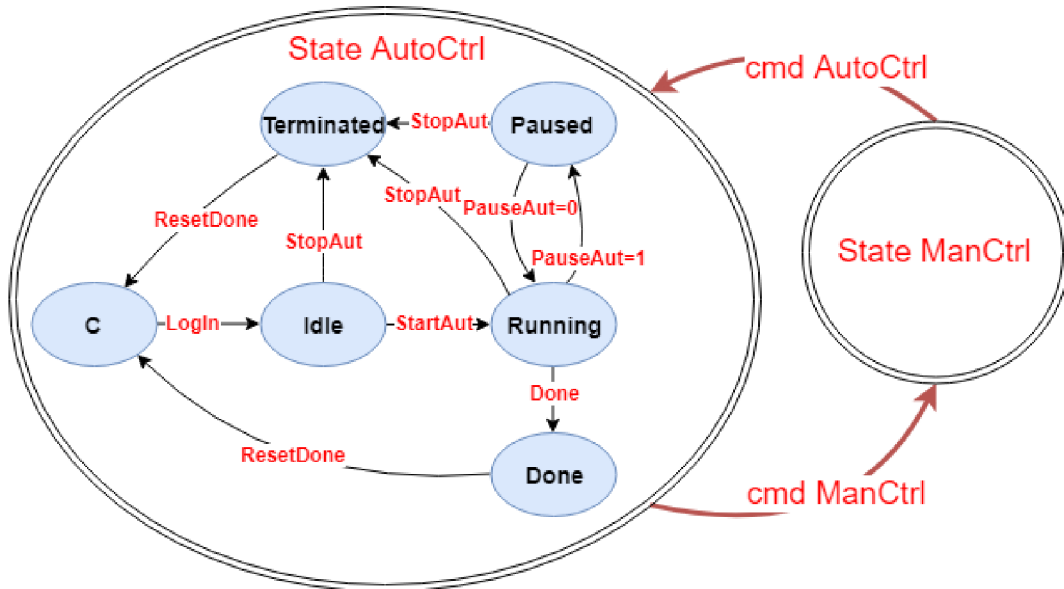 State AutoCtrl
cmd AutoCtrl
Terminated
StopAut
Paused
StopAut
PauseAut=0
ResetDone
StopAut
PauseAut=1
State ManCtrl
C
LogIn
Idle
StartAut
Running
Done
ResetDone
Done
cmd ManCtrl